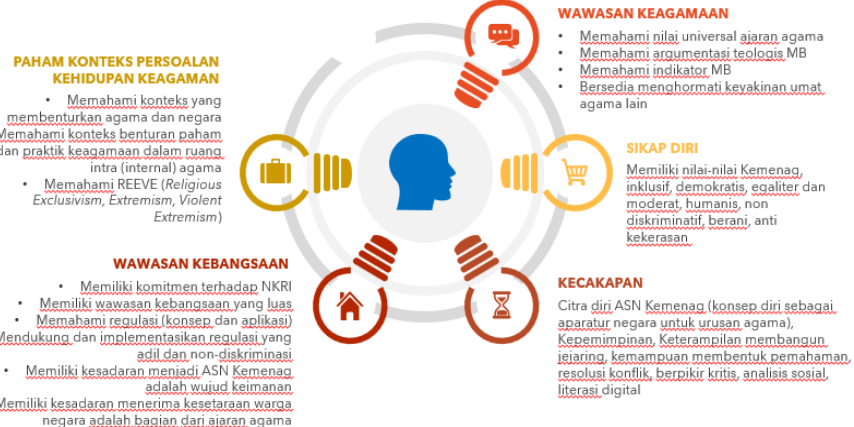 WAWASAN KEAGAMAAN
• Memahami nilai universal ajaran agama
• Memahami argumentasi teologis MB
• Memahami indikator MB
• Bersedia menghormati keyakinan umat
agama lain
PAHAM KONTEKS PERSOALAN
KEHIDUPAN KEAGAMAN
• Memahami konteks yang
membenturkan agama dan negara
Memahami konteks benturan paham
dan praktik keagamaan dalam ruang
intra (internal) agama
• Memahami REEVE (Religious
Exclusivism, Extremism, Violent
Extremism)
SIKAP DIRI
Memiliki nilai-nilai Kemenag,
inklusif, demokratis, egaliter dan
moderat, humanis, non
diskriminatif, berani, anti
kekerasan
WAWASAN KEBANGSAAN
• Memiliki komitmen terhadap NKRI
• Memiliki wawasan kebangsaan yang luas
• Memahami regulasi (konsep dan aplikasi)
Mendukung dan implementasikan regulasi yang
adil dan non-diskriminasi
• Memiliki kesadaran menjadi ASN Kemenag
adalah wujud keimanan
Memiliki kesadaran menerima kesetaraan warga
negara adalah bagian dari ajaran agama
KECAKAPAN
Citra diri ASN Kemenag (konsep diri sebagai
aparatur negara untuk urusan agama),
Kepemimpinan, Keterampilan membangun
jejaring, kemampuan membentuk pemahaman,
resolusi konflik, berpikir kritis, analisis sosial,
literasi digital